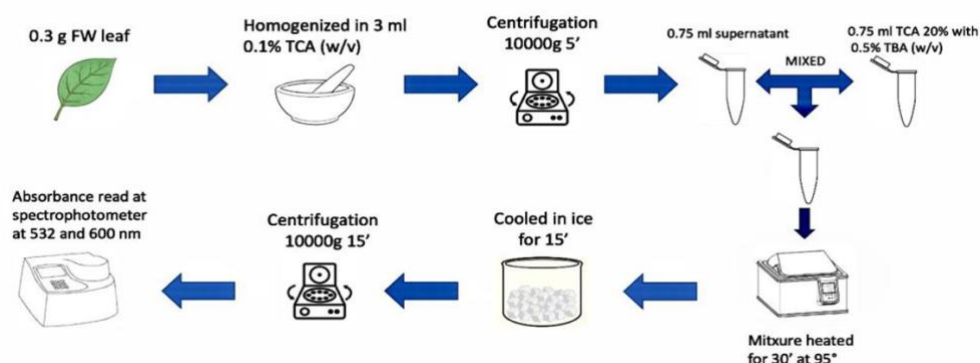 0.3 g FW leaf
Homogenized in 3 ml
0.1% TCA (w/v)
Centrifugation
10000g 5′
0.75 ml supernatant
0.75 ml TCA 20% with
0.5% TBA (w/v)
MIXED
Mitxure heated
for 30′ at 95°
Cooled in ice
for 15′
Centrifugation
10000g 15′
Absorbance read at
spectrophotometer
at 532 and 600 nm